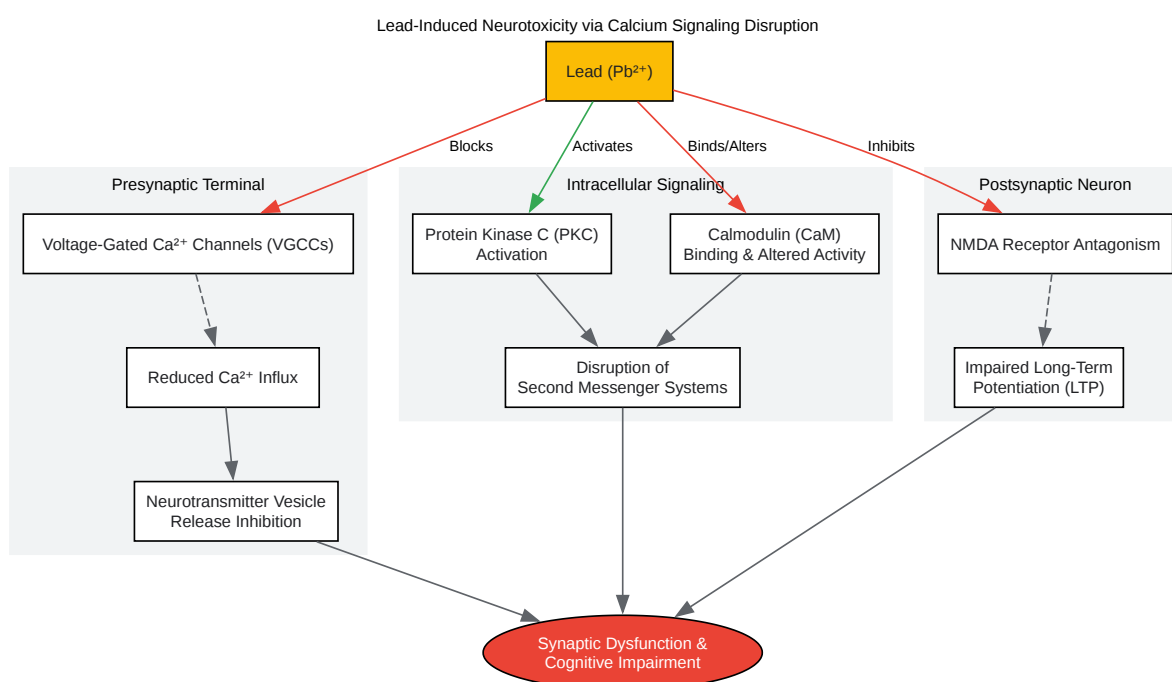 Lead-Induced Neurotoxicity via Calcium Signaling Disruption
Lead (Pb²⁺)
Blocks
Activates
Binds/Alters
Inhibits
Presynaptic Terminal
Intracellular Signaling
Postsynaptic Neuron
Voltage-Gated Ca²⁺ Channels (VGCCs)
Protein Kinase C (PKC)
Activation
Calmodulin (CaM)
Binding & Altered Activity
NMDA Receptor Antagonism
Reduced Ca²⁺ Influx
Disruption of
Second Messenger Systems
Impaired Long-Term
Potentiation (LTP)
Neurotransmitter Vesicle
Release Inhibition
Synaptic Dysfunction &
Cognitive Impairment